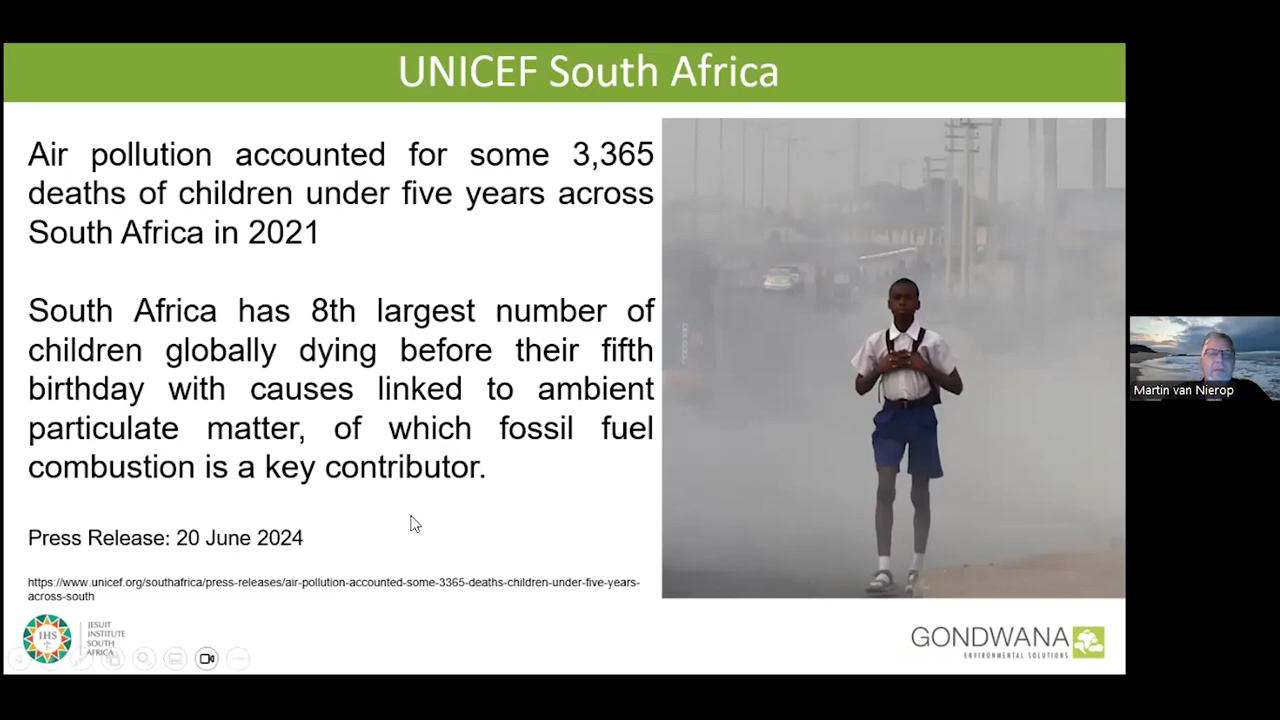 UNICEF South Africa
Air pollution accounted for some 3,365
deaths of children under five years across
South Africa in 2021
South Africa has 8th largest number of
children globally dying before their fifth
birthday with causes linked to ambient
particulate matter, of which fossil fuel
combustion is a key contributor.
Press Release: 20 June 2024
https://www.unicef.org/southafrica/press-releases/air-pollution-accounted-some-3365-deaths-children-under-five-years-
across-south
IHS
JESUIT
INSTITUTE
SOUTH
AFRICA
GONDWANA
ENVIRONMENTAL SOLUTIONS
Martin van Nierop